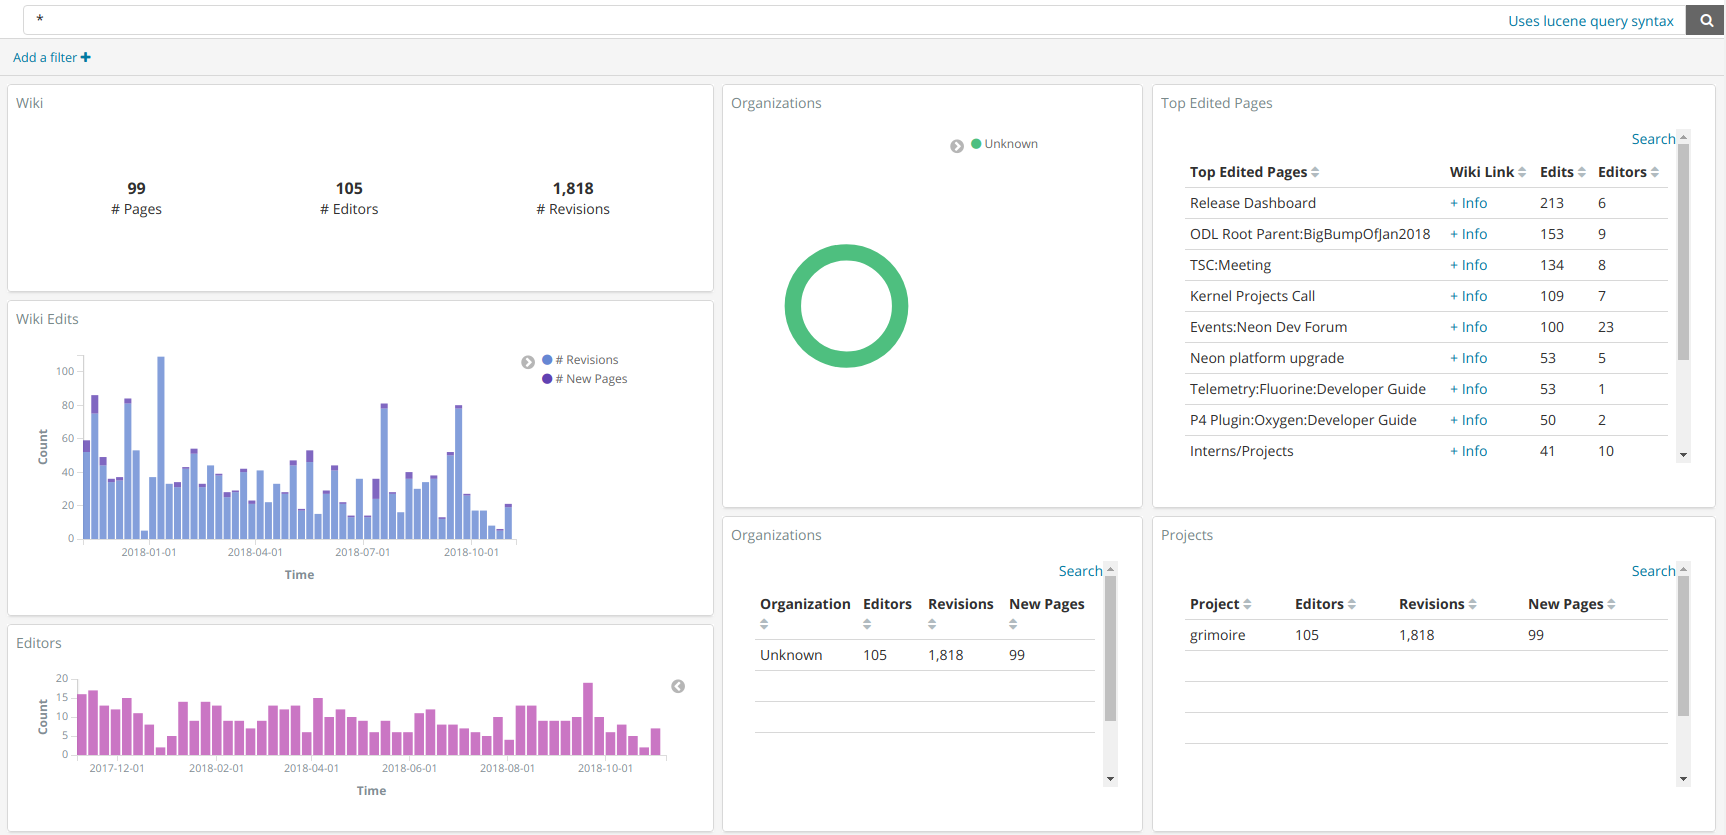 *
Uses lucene query syntax
Add a filter +
Wiki
99
# Pages
105
# Editors
1,818
# Revisions
Wiki Edits
# Revisions
# New Pages
100
80
60
40
20
0
Count
2018-01-01 2018-04-01 2018-07-01 2018-10-01
Time
Editors
20
15
10
5
0
Count
2017-12-01 2018-02-01 2018-04-01 2018-06-01 2018-08-01 2018-10-01
Time
Organizations
Unknown
Organizations
Search
Organization Editors Revisions New Pages
Unknown 105 1,818 99
Top Edited Pages
Search
Top Edited Pages Wiki Link Edits Editors
Release Dashboard + Info 213 6
ODL Root Parent:BigBumpOfJan2018 + Info 153 9
TSC:Meeting + Info 134 8
Kernel Projects Call + Info 109 7
Events:Neon Dev Forum + Info 100 23
Neon platform upgrade + Info 53 5
Telemetry:Fluorine:Developer Guide + Info 53 1
P4 Plugin:Oxygen:Developer Guide + Info 50 2
Interns/Projects + Info 41 10
Projects
Search
Project Editors Revisions New Pages
grimoire 105 1,818 99